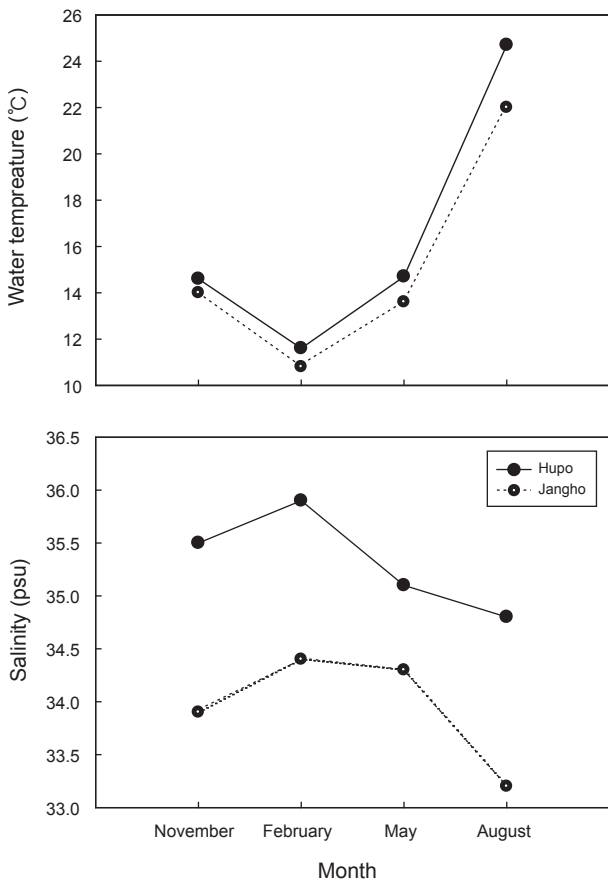 26
24
22
20
18
16
14
12
10
Water tempreature (℃)
36.5
36.0
35.5
35.0
34.5
34.0
33.5
33.0
Salinity (psu)
Hupo
Jangho
November February May August
Month